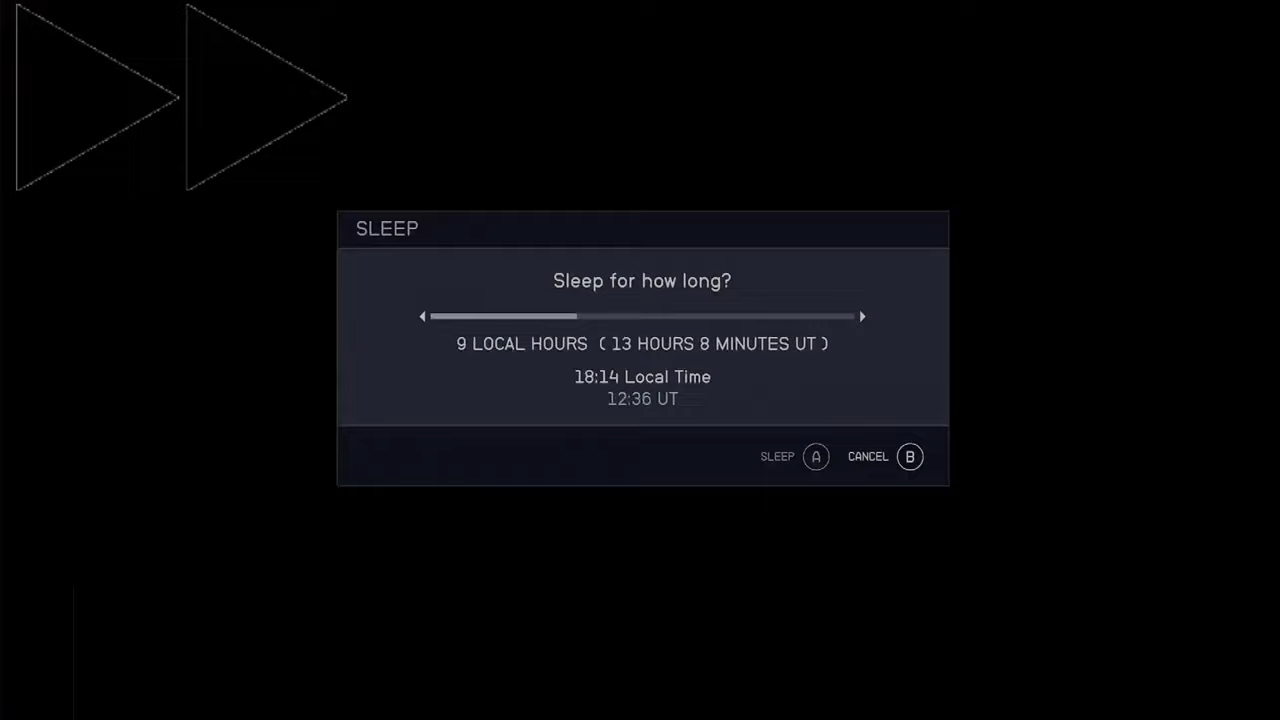 SLEEP
Sleep for how long?
9 LOCAL HOURS ( 13 HOURS 8 MINUTES UT )
18:14 Local Time
12:36 UT
SLEEP A CANCEL B